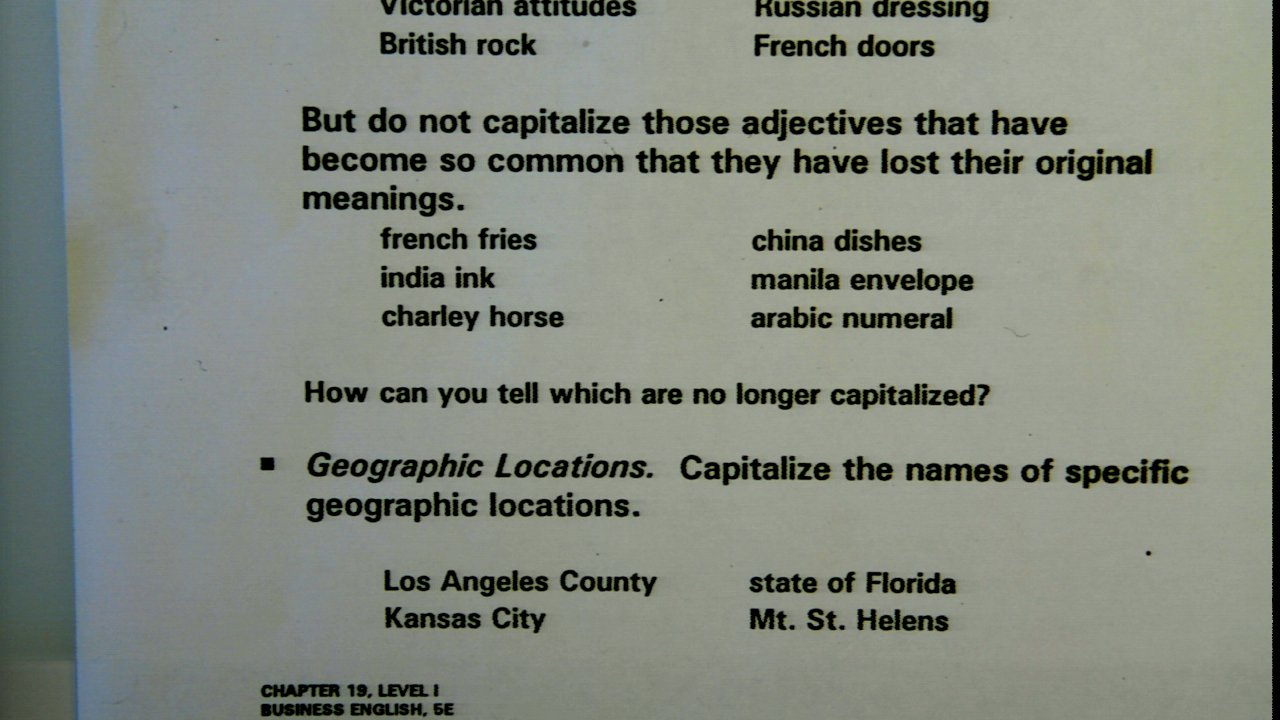 Victorian attitudes Russian dressing
British rock French doors
But do not capitalize those adjectives that have
become so common that they have lost their original
meanings.
french fries china dishes
india ink manila envelope
charley horse arabic numeral
How can you tell which are no longer capitalized?
▪ Geographic Locations. Capitalize the names of specific
geographic locations.
Los Angeles County state of Florida
Kansas City Mt. St. Helens
CHAPTER 19, LEVEL I
BUSINESS ENGLISH, 5E